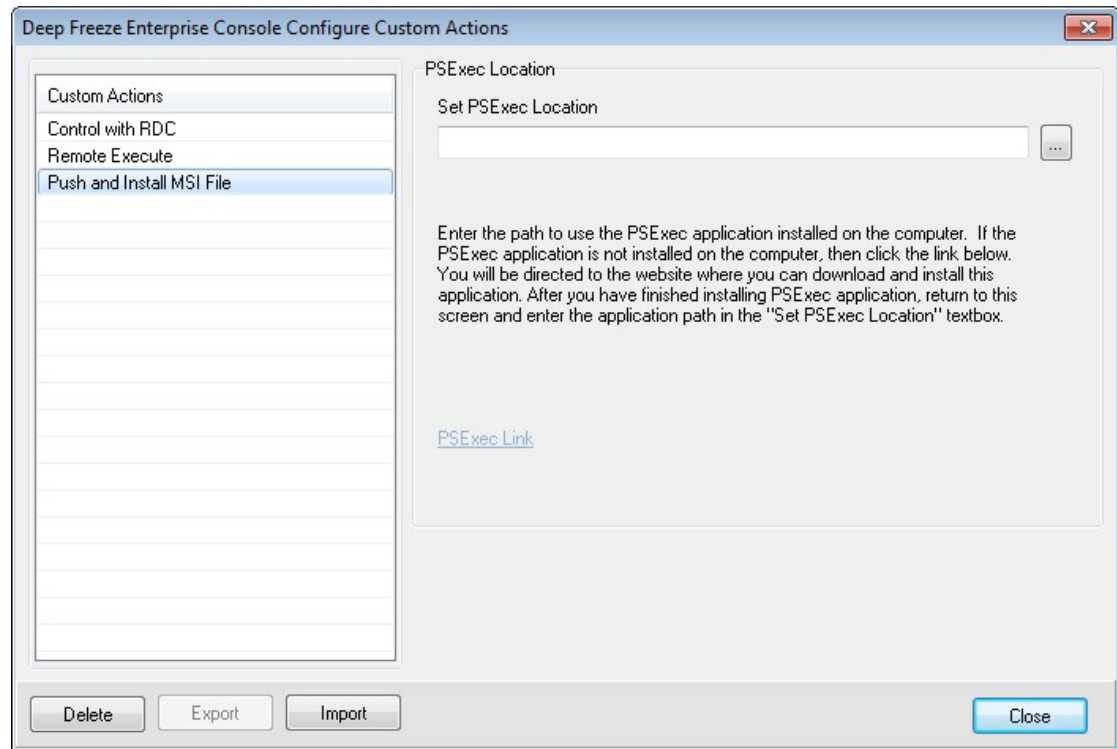 Deep Freeze Enterprise Console Configure Custom Actions
Custom Actions
Control with RDC
Remote Execute
Push and Install MSI File
PSExec Location
Set PSExec Location
...
Enter the path to use the PSExec application installed on the computer. If the
PSExec application is not installed on the computer, then click the link below.
You will be directed to the website where you can download and install this
application. After you have finished installing PSExec application, return to this
screen and enter the application path in the "Set PSExec Location" textbox.
PSExec Link
Delete
Export
Import
Close